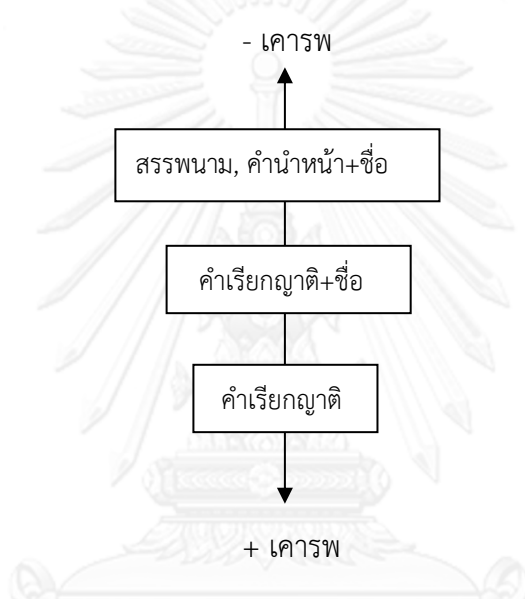 - เคารพ
สรรพนาม, คำนำหน้า+ชื่อ
คำเรียกญาติ+ชื่อ
คำเรียกญาติ
+ เคารพ